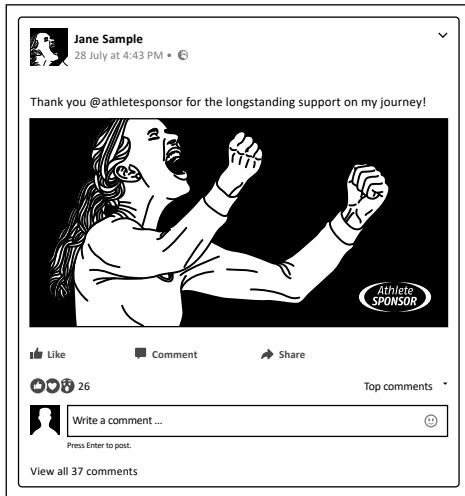 Jane Sample
28 July at 4:43 PM •
Thank you @athletesponsor for the longstanding support on my journey!
Athlete
SPONSOR
Like Comment Share
26 Top comments
Write a comment ...
Press Enter to post.
View all 37 comments